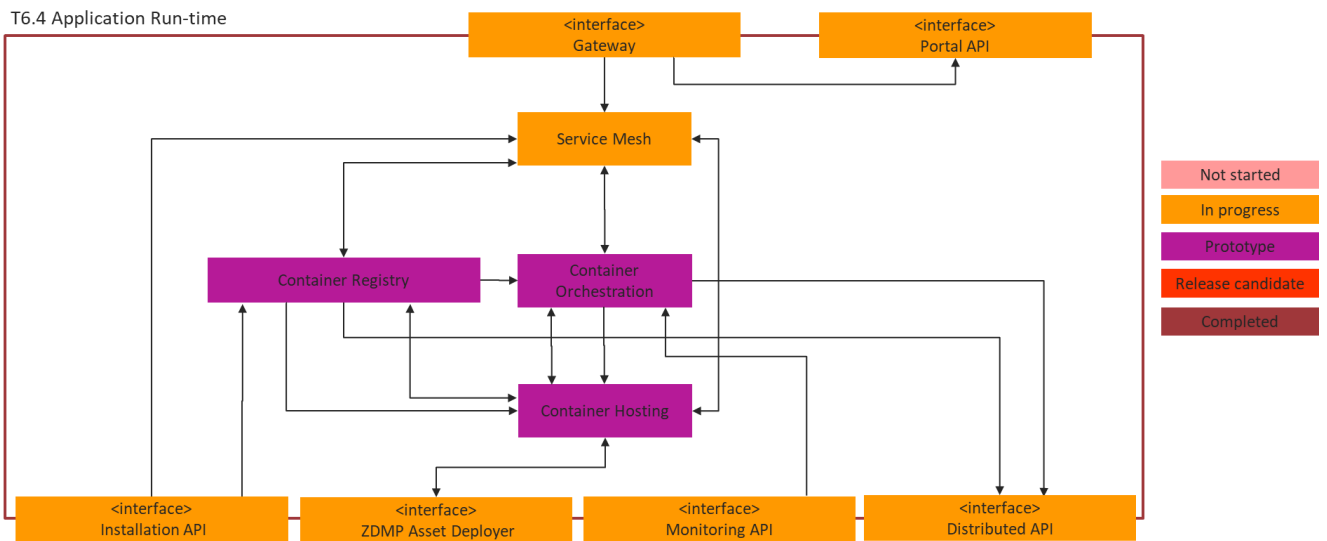 T6.4 Application Run-time
<interface>
Gateway
<interface>
Portal API
Service Mesh
Not started
In progress
Prototype
Release candidate
Completed
Container Registry
Container
Orchestration
Container Hosting
<interface>
Installation API
<interface>
ZDMP Asset Deployer
<interface>
Monitoring API
<interface>
Distributed API